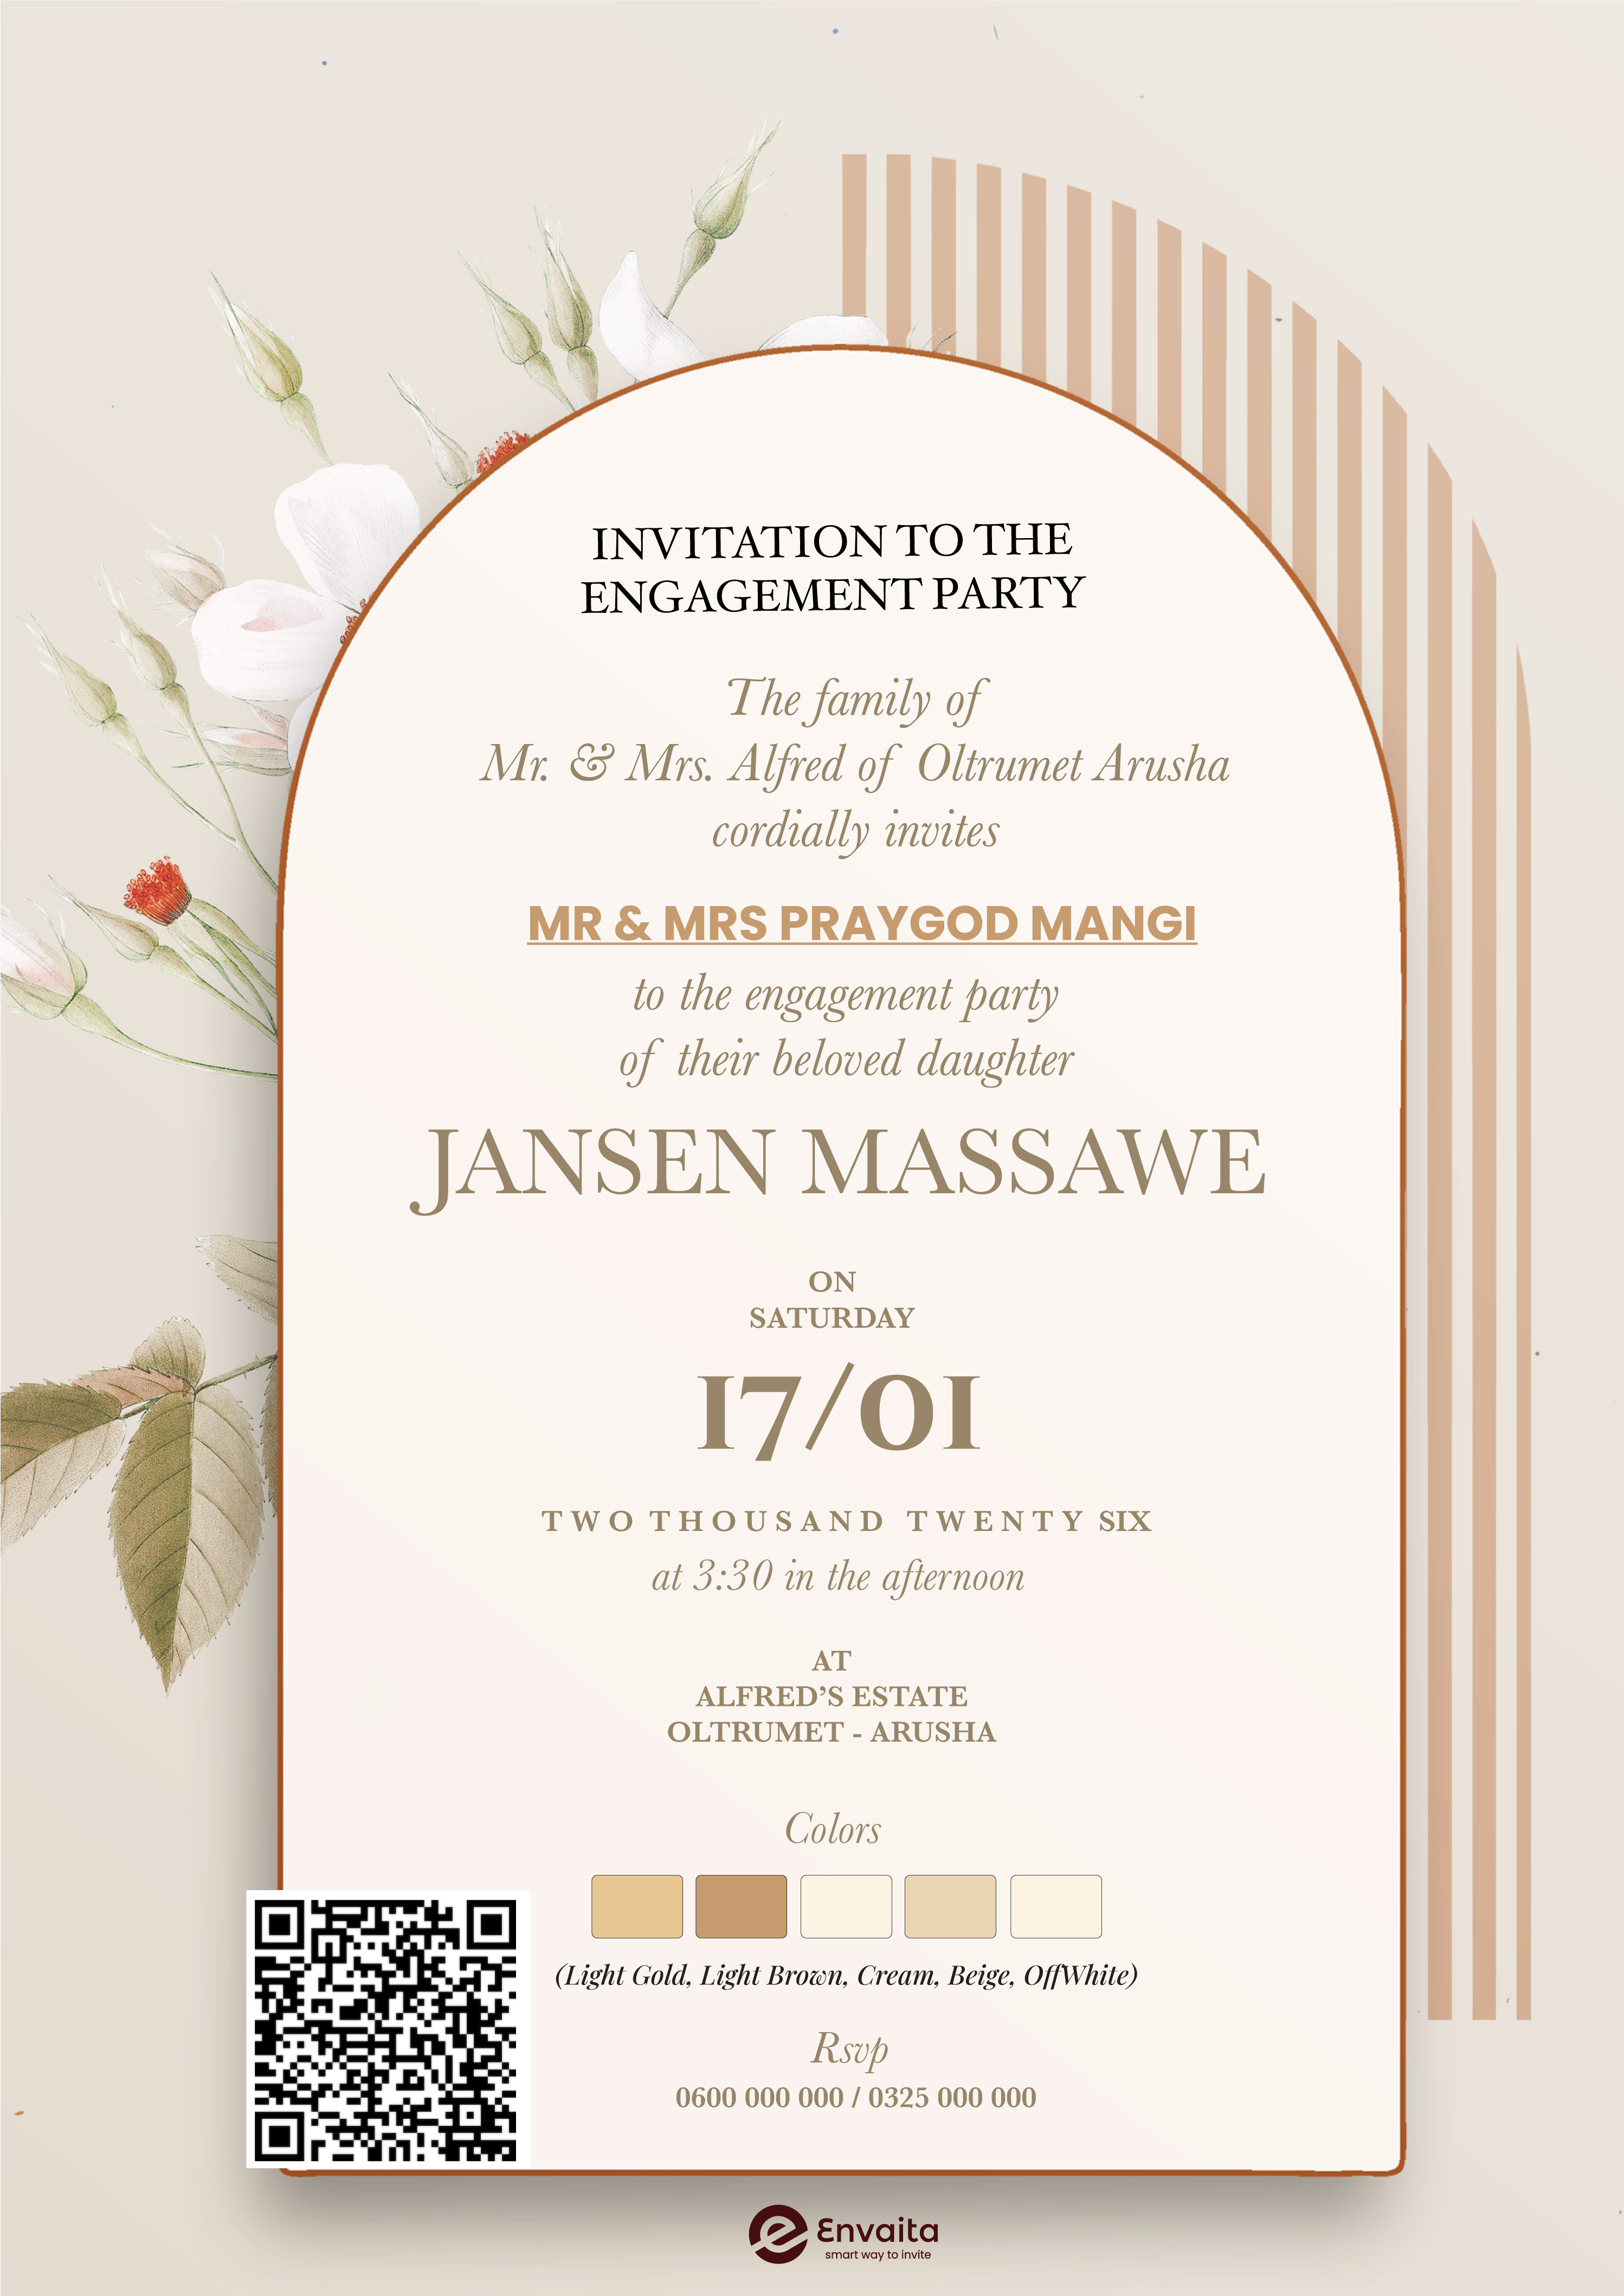 INVITATION TO THE
ENGAGEMENT PARTY
The family of
Mr. & Mrs. Alfred of Oltrumet Arusha
cordially invites
MR & MRS PRAYGOD MANGI
to the engagement party
of their beloved daughter
JANSEN MASSAWE
ON
SATURDAY
17/01
TWO THOUSAND TWENTY SIX
at 3:30 in the afternoon
AT
ALFRED'S ESTATE
OLTRUMET - ARUSHA
Colors
(Light Gold, Light Brown, Cream, Beige, OffWhite)
Rsvp
0600 000 000 / 0325 000 000
Envaita
smart way to invite